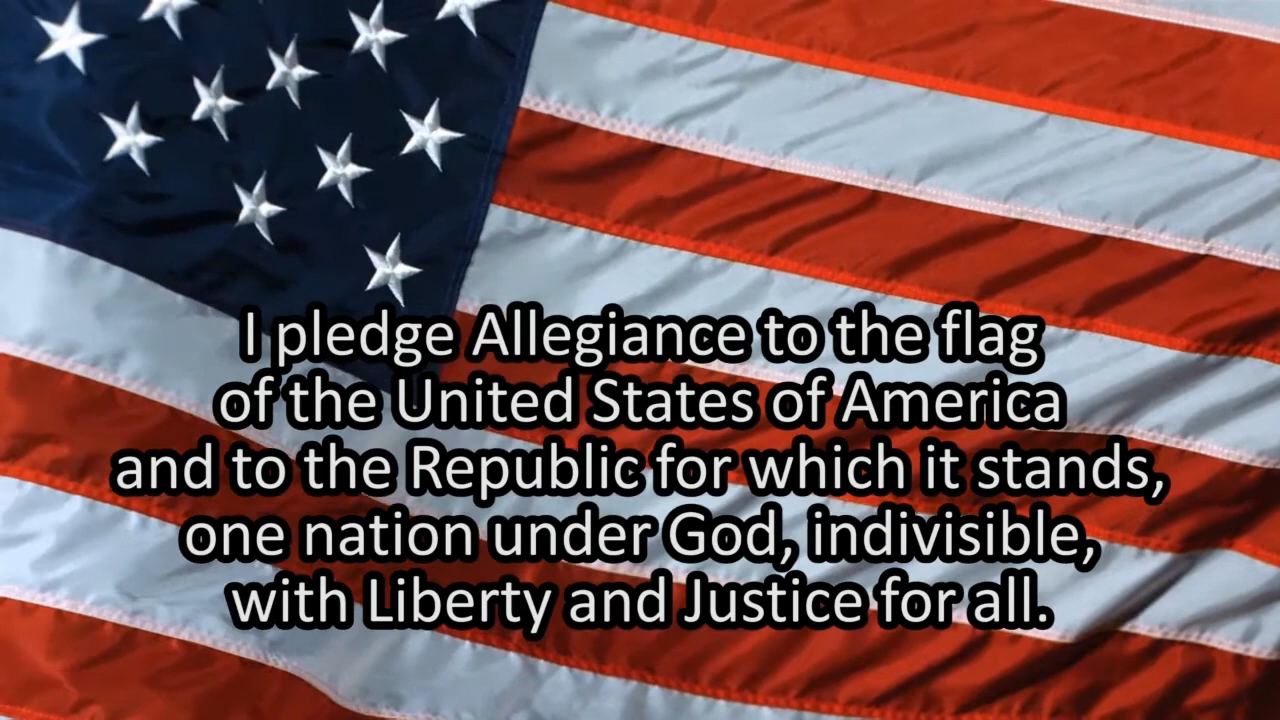 I pledge Allegiance to the flag
of the United States of America
and to the Republic for which it stands,
one nation under God, indivisible,
with Liberty and Justice for all.